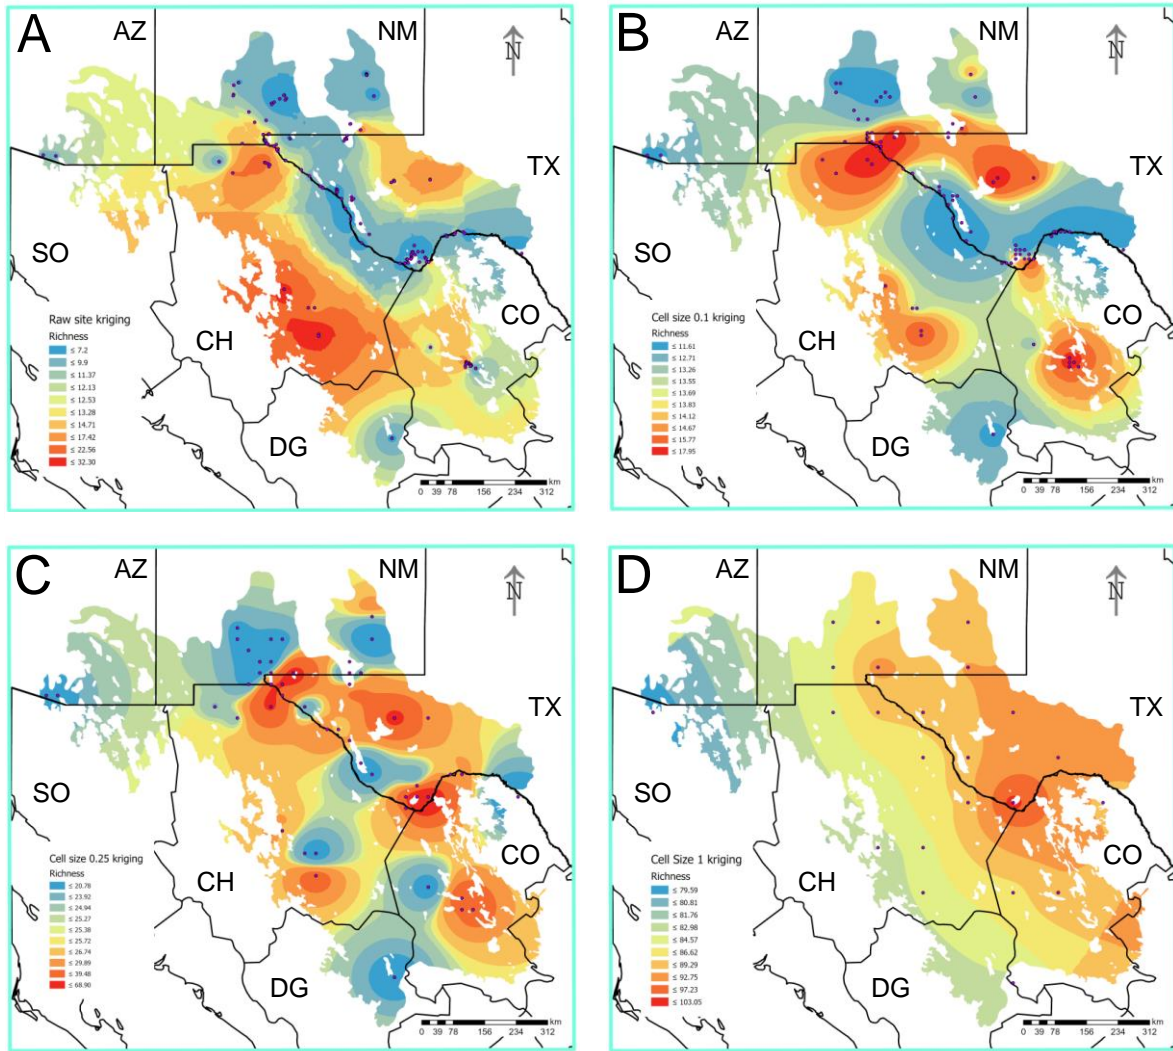 A
AZ
NM
N
TX
SO
CH
CO
DG
Raw site kriging
Richness
≤ 7.2
≤ 9.9
≤ 11.37
≤ 12.13
≤ 12.53
≤ 13.28
≤ 14.71
≤ 17.42
≤ 22.56
≤ 32.30
km
0 39 78 156 234 312
B
AZ
NM
N
TX
SO
CH
CO
DG
Cell size 0.1 kriging
Richness
≤ 11.61
≤ 12.71
≤ 13.26
≤ 13.55
≤ 13.69
≤ 13.83
≤ 14.12
≤ 14.67
≤ 15.77
≤ 17.95
km
0 39 78 156 234 312
C
AZ
NM
N
TX
SO
CH
CO
DG
Cell size 0.25 kriging
Richness
≤ 20.78
≤ 23.92
≤ 24.94
≤ 25.27
≤ 25.38
≤ 25.72
≤ 26.74
≤ 29.89
≤ 39.48
≤ 68.90
km
0 39 78 156 234 312
D
AZ
NM
N
TX
SO
CH
CO
DG
Cell Size 1 kriging
Richness
≤ 79.59
≤ 80.81
≤ 81.76
≤ 82.98
≤ 84.57
≤ 86.62
≤ 89.29
≤ 92.75
≤ 97.23
≤ 103.05
km
0 39 78 156 234 312